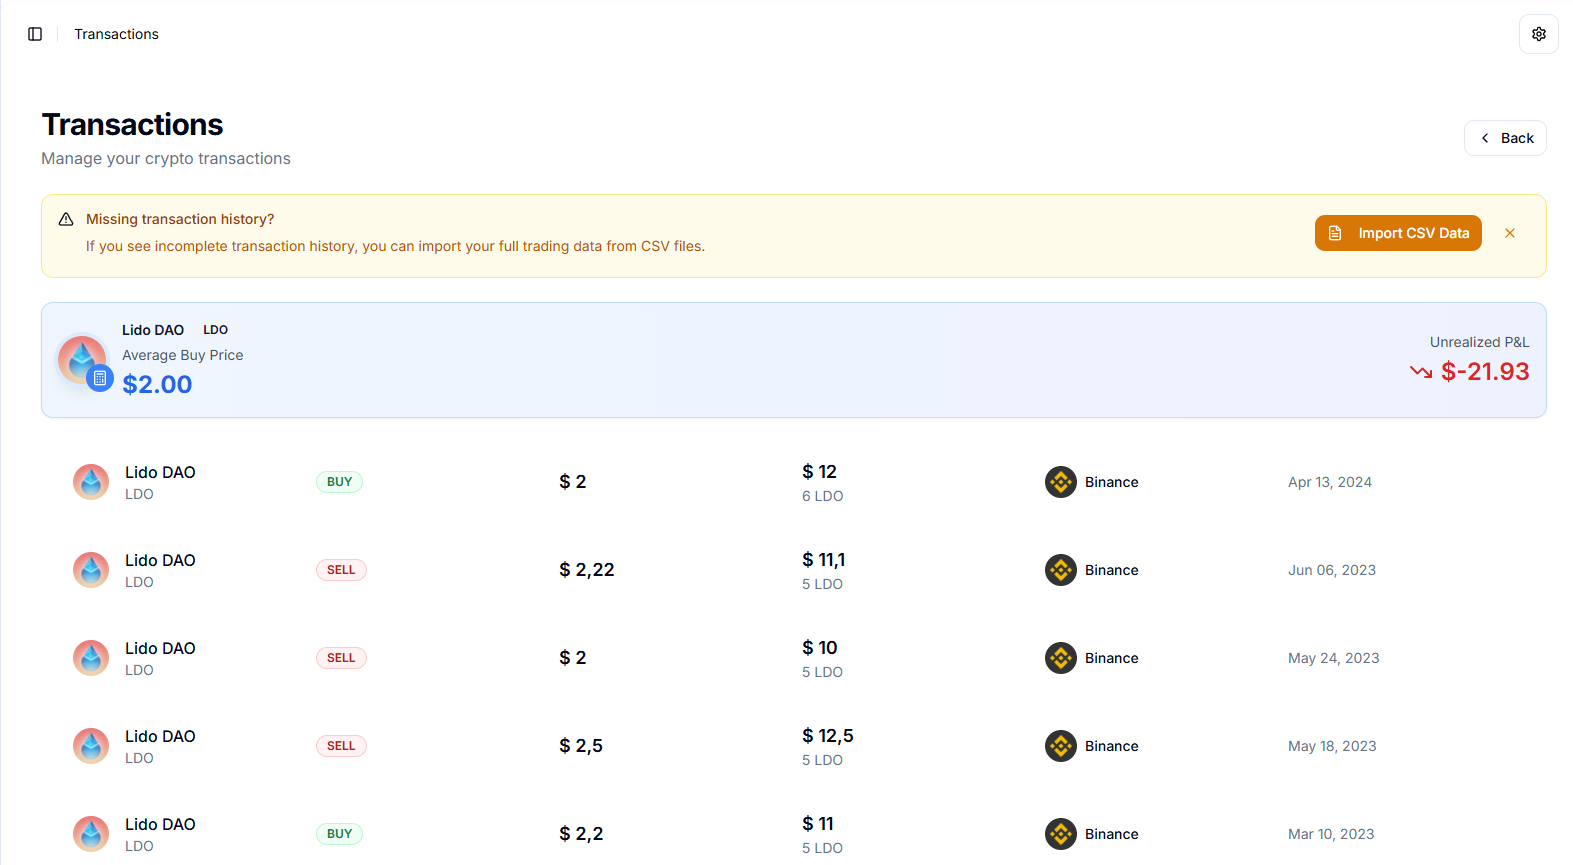 Transactions
Transactions
Manage your crypto transactions
Back
Missing transaction history?
If you see incomplete transaction history, you can import your full trading data from CSV files.
Import CSV Data
Lido DAO LDO
Average Buy Price
$2.00
Unrealized P&L
$-21.93
Lido DAO
LDO
BUY
$ 2
$ 12
6 LDO
Binance
Apr 13, 2024
Lido DAO
LDO
SELL
$ 2,22
$ 11,1
5 LDO
Binance
Jun 06, 2023
Lido DAO
LDO
SELL
$ 2
$ 10
5 LDO
Binance
May 24, 2023
Lido DAO
LDO
SELL
$ 2,5
$ 12,5
5 LDO
Binance
May 18, 2023
Lido DAO
LDO
BUY
$ 2,2
$ 11
5 LDO
Binance
Mar 10, 2023